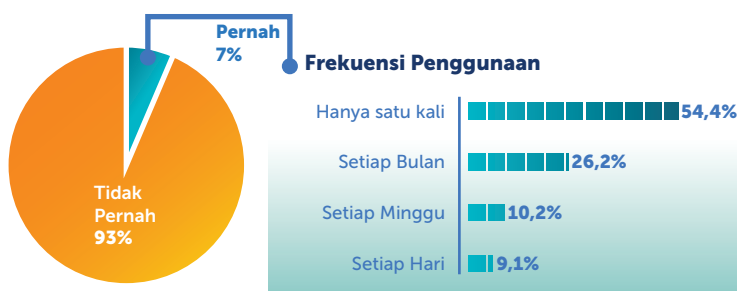 Pernah
7%
Tidak
Pernah
93%
Frekuensi Penggunaan
Hanya satu kali 54,4%
Setiap Bulan 26,2%
Setiap Minggu 10,2%
Setiap Hari 9,1%